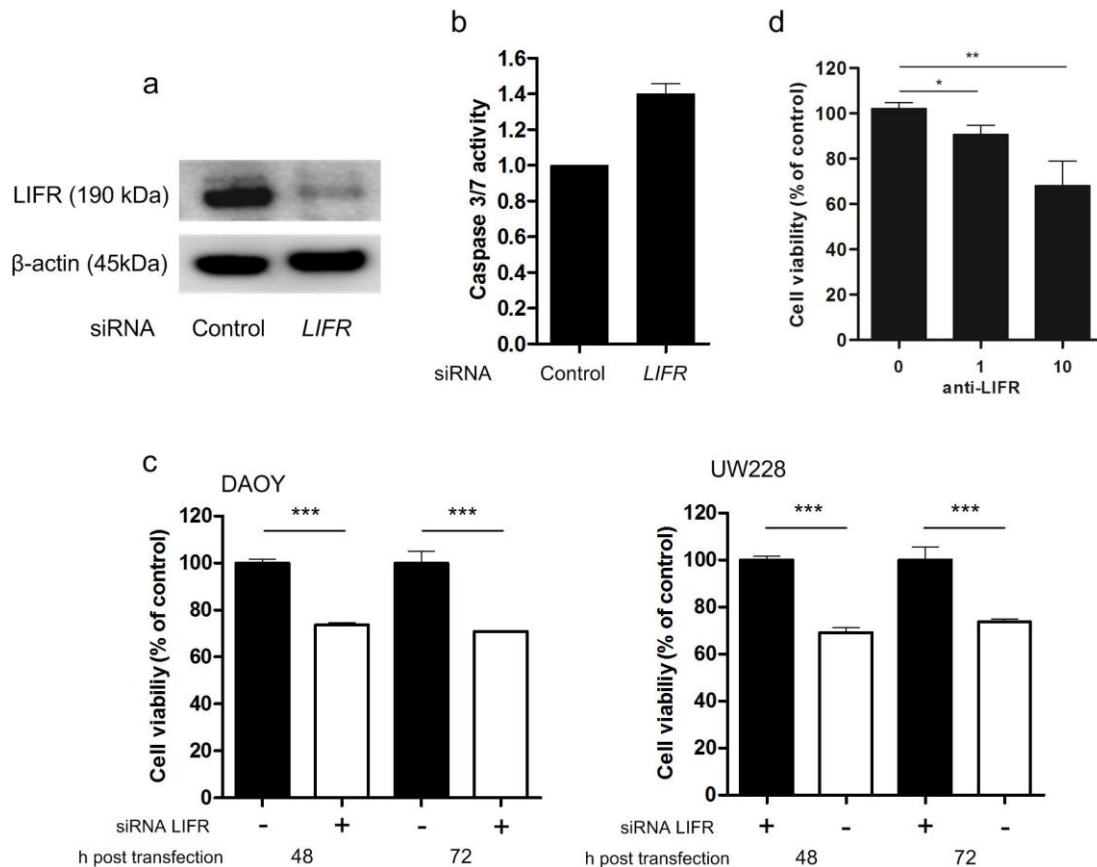 a
LIFR (190 kDa)
β-actin (45kDa)
siRNA Control LIFR
b
Caspase 3/7 activity
1.6
1.4
1.2
1.0
0.8
0.6
0.4
0.2
0.0
siRNA Control LIFR
d
Cell viability (% of control)
120
100
80
60
40
20
0
*
**
0 1 10
anti-LIFR
c
DAOY
Cell viabiliy (% of control)
120
100
80
60
40
20
0
*** ***
siRNA LIFR - + - +
h post transfection 48 72
UW228
Cell viability (% of control)
120
100
80
60
40
20
0
*** ***
siRNA LIFR + - + -
h post transfection 48 72